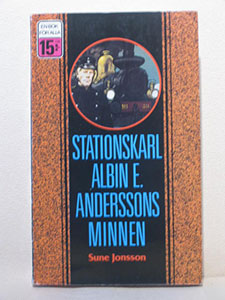 EN BOK
FÖR ALLA
15:-
STATIONSKARL
ALBIN E.
ANDERSSONS
MINNEN
Sune Jonsson